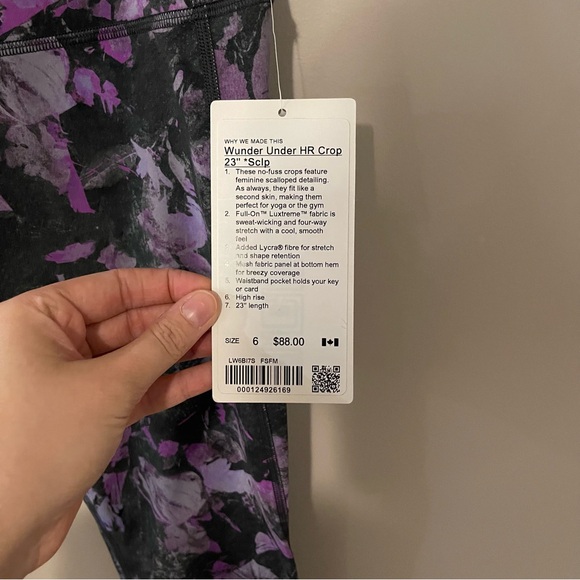 WHY WE MADE THIS
Wunder Under HR Crop
23" *Sclp
1. These no-fuss crops feature
feminine scalloped detailing.
As always, they fit like a
second skin, making them
perfect for yoga or the gym
2. Full-On™ Luxtreme™ fabric is
sweat-wicking and four-way
stretch with a cool, smooth
feel
Added Lycra® fibre for stretch
and shape retention
Mesh fabric panel at bottom hem
for breezy coverage
5. Waistband pocket holds your key
or card
6. High rise
7. 23" length
SIZE 6 $88.00
LW6BI7S FSFM
000124926169